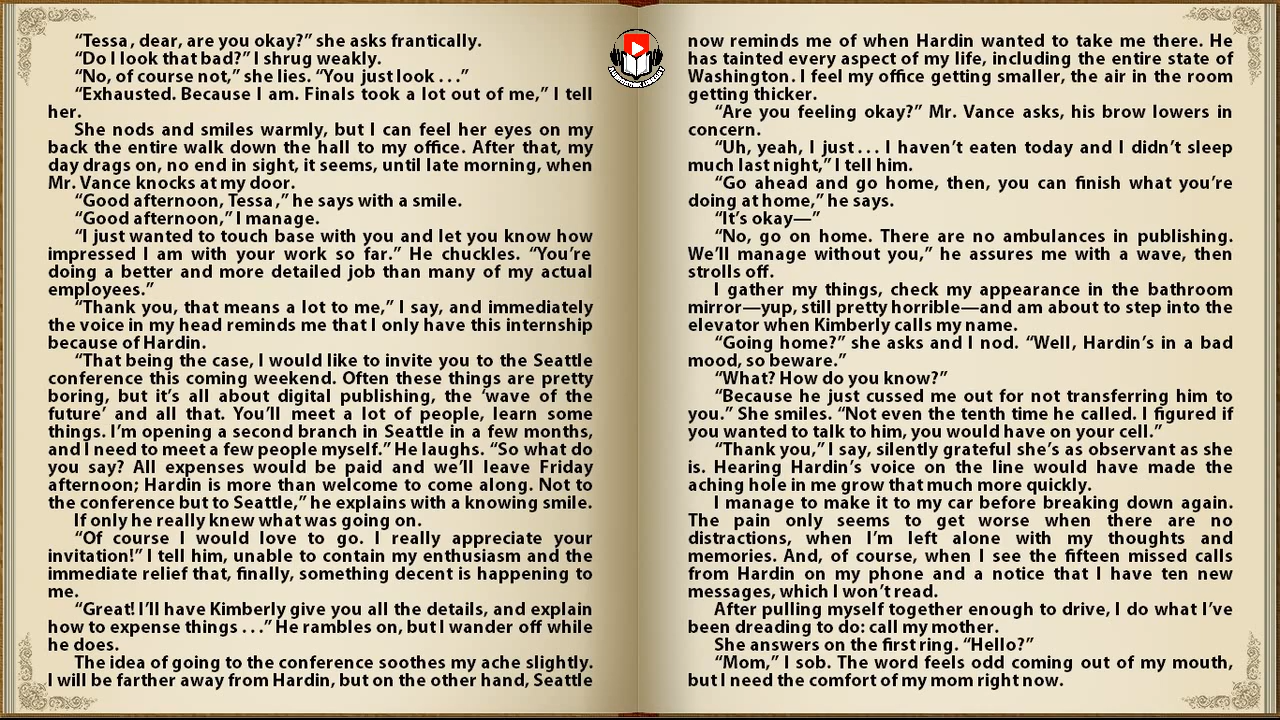 “Tessa, dear, are you okay?” she asks frantically.
“Do I look that bad?” I shrug weakly.
“No, of course not,” she lies. “You just look . . .”
“Exhausted. Because I am. Finals took a lot out of me,” I tell
her.
She nods and smiles warmly, but I can feel her eyes on my
back the entire walk down the hall to my office. After that, my
day drags on, no end in sight, it seems, until late morning, when
Mr. Vance knocks at my door.
“Good afternoon, Tessa,” he says with a smile.
“Good afternoon,” I manage.
“I just wanted to touch base with you and let you know how
impressed I am with your work so far.” He chuckles. “You’re
doing a better and more detailed job than many of my actual
employees.”
“Thank you, that means a lot to me,” I say, and immediately
the voice in my head reminds me that I only have this internship
because of Hardin.
“That being the case, I would like to invite you to the Seattle
conference this coming weekend. Often these things are pretty
boring, but it’s all about digital publishing, the ‘wave of the
future’ and all that. You’ll meet a lot of people, learn some
things. I’m opening a second branch in Seattle in a few months,
and I need to meet a few people myself.” He laughs. “So what do
you say? All expenses would be paid and we’ll leave Friday
afternoon; Hardin is more than welcome to come along. Not to
the conference but to Seattle,” he explains with a knowing smile.
If only he really knew what was going on.
“Of course I would love to go. I really appreciate your
invitation!” I tell him, unable to contain my enthusiasm and the
immediate relief that, finally, something decent is happening to
me.
“Great! I’ll have Kimberly give you all the details, and explain
how to expense things . . .” He rambles on, but I wander off while
he does.
The idea of going to the conference soothes my ache slightly.
I will be farther away from Hardin, but on the other hand, Seattle
now reminds me of when Hardin wanted to take me there. He
has tainted every aspect of my life, including the entire state of
Washington. I feel my office getting smaller, the air in the room
getting thicker.
“Are you feeling okay?” Mr. Vance asks, his brow lowers in
concern.
“Uh, yeah, I just . . . I haven’t eaten today and I didn’t sleep
much last night,” I tell him.
“Go ahead and go home, then, you can finish what you’re
doing at home,” he says.
“It’s okay—”
“No, go on home. There are no ambulances in publishing.
We’ll manage without you,” he assures me with a wave, then
strolls off.
I gather my things, check my appearance in the bathroom
mirror—yup, still pretty horrible—and am about to step into the
elevator when Kimberly calls my name.
“Going home?” she asks and I nod. “Well, Hardin’s in a bad
mood, so beware.”
“What? How do you know?”
“Because he just cussed me out for not transferring him to
you.” She smiles. “Not even the tenth time he called. I figured if
you wanted to talk to him, you would have on your cell.”
“Thank you,” I say, silently grateful she’s as observant as she
is. Hearing Hardin’s voice on the line would have made the
aching hole in me grow that much more quickly.
I manage to make it to my car before breaking down again.
The pain only seems to get worse when there are no
distractions, when I’m left alone with my thoughts and
memories. And, of course, when I see the fifteen missed calls
from Hardin on my phone and a notice that I have ten new
messages, which I won’t read.
After pulling myself together enough to drive, I do what I’ve
been dreading to do: call my mother.
She answers on the first ring. “Hello?”
“Mom,” I sob. The word feels odd coming out of my mouth,
but I need the comfort of my mom right now.